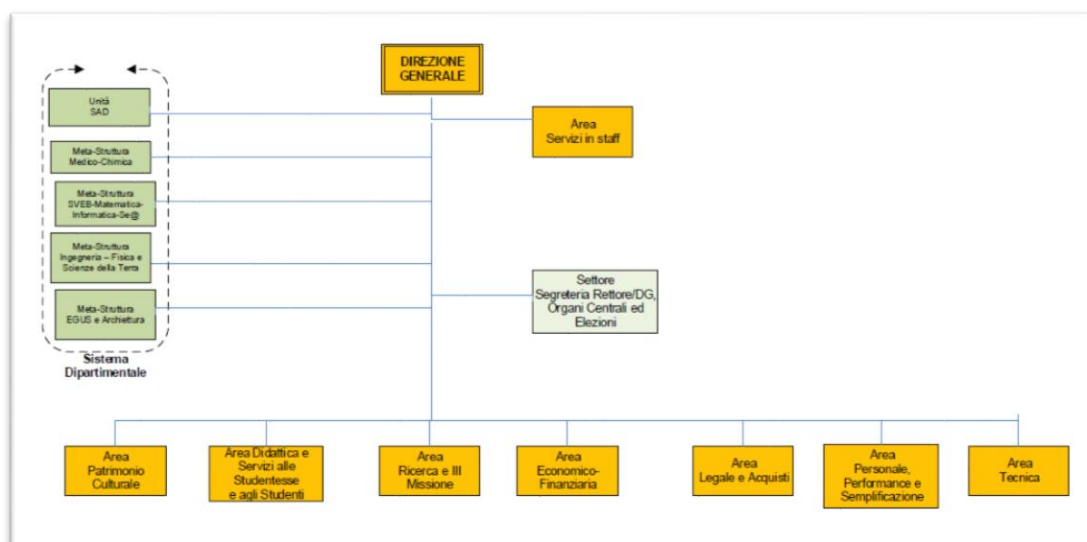 DIREZIONE
GENERALE
Unità
SAD
Area
Servizi in staff
Meta-Struttura
Medico-Chimica
Meta-Struttura
SVEB-Matematica-
Informatica-Se@
Meta-Struttura
Ingegneria – Fisica e
Scienze della Terra
Settore
Segreteria Rettore/DG,
Organi Centrali ed
Elezioni
Meta-Struttura
EGUS e Archiettura
Sistema
Dipartimentale
Area
Patrimonio
Culturale
Area Didattica e
Servizi alle
Studentesse
e agli Studenti
Area
Ricerca e III
Missione
Area
Economico-
Finanziaria
Area
Legale e Acquisti
Area
Personale,
Performance e
Semplificazione
Area
Tecnica